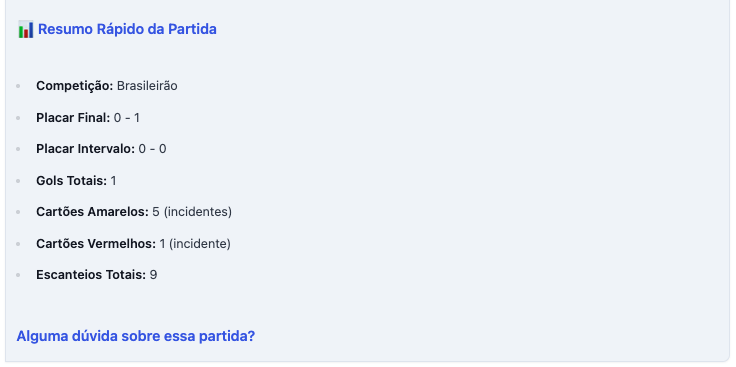 📊 Resumo Rápido da Partida
Competição: Brasileirão
Placar Final: 0 - 1
Placar Intervalo: 0 - 0
Gols Totais: 1
Cartões Amarelos: 5 (incidentes)
Cartões Vermelhos: 1 (incidente)
Escanteios Totais: 9
Alguma dúvida sobre essa partida?